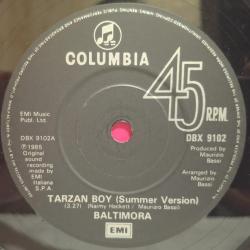 COLUMBIA
45 RPM
EMI Music
Publ. Ltd.
DBX 9102
DBX 9102A
Produced by
Maurizio
Bassi
Ⓟ 1985
Original
sound
recording
made by
EMI
Italiana
S.P.A
Arranged by
Maurizio
Bassi
TARZAN BOY (Summer Version)
(3.27) (Naimy Hackett / Maurizio Bassi)
BALTIMORA
EMI